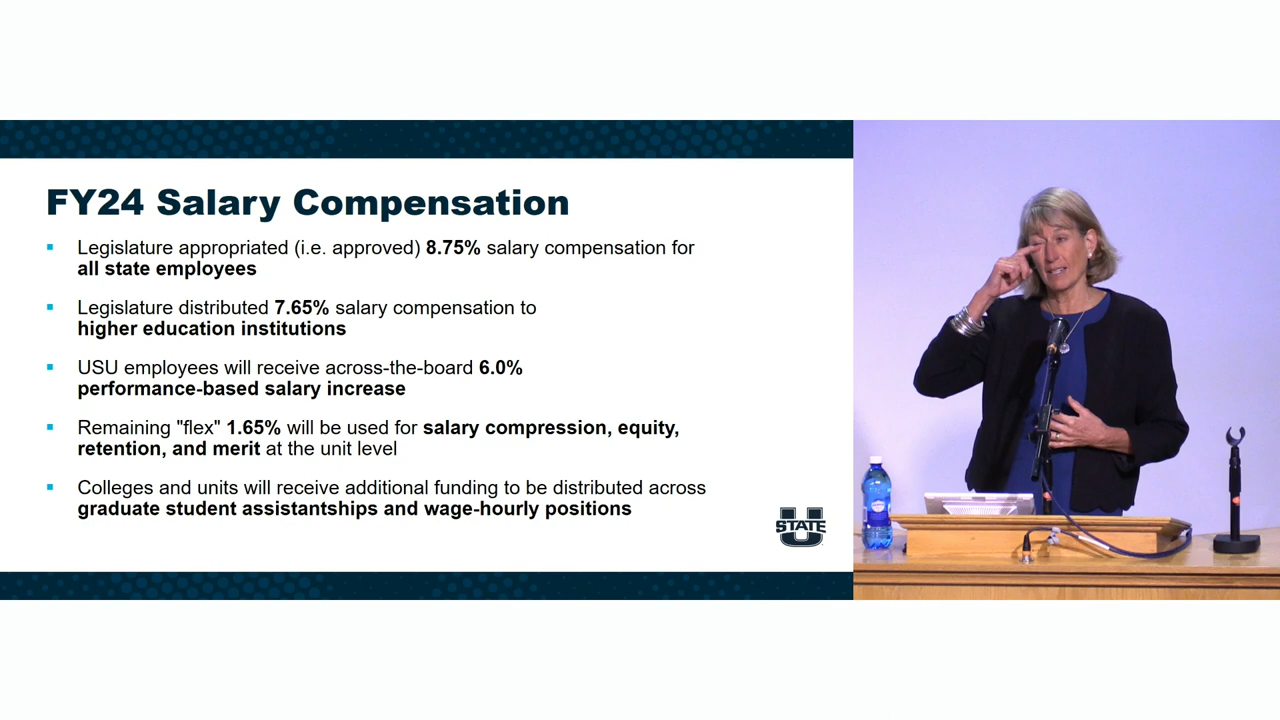 FY24 Salary Compensation
Legislature appropriated (i.e. approved) 8.75% salary compensation for
all state employees
Legislature distributed 7.65% salary compensation to
higher education institutions
USU employees will receive across-the-board 6.0%
performance-based salary increase
Remaining "flex" 1.65% will be used for salary compression, equity,
retention, and merit at the unit level
Colleges and units will receive additional funding to be distributed across
graduate student assistantships and wage-hourly positions
U
STATE